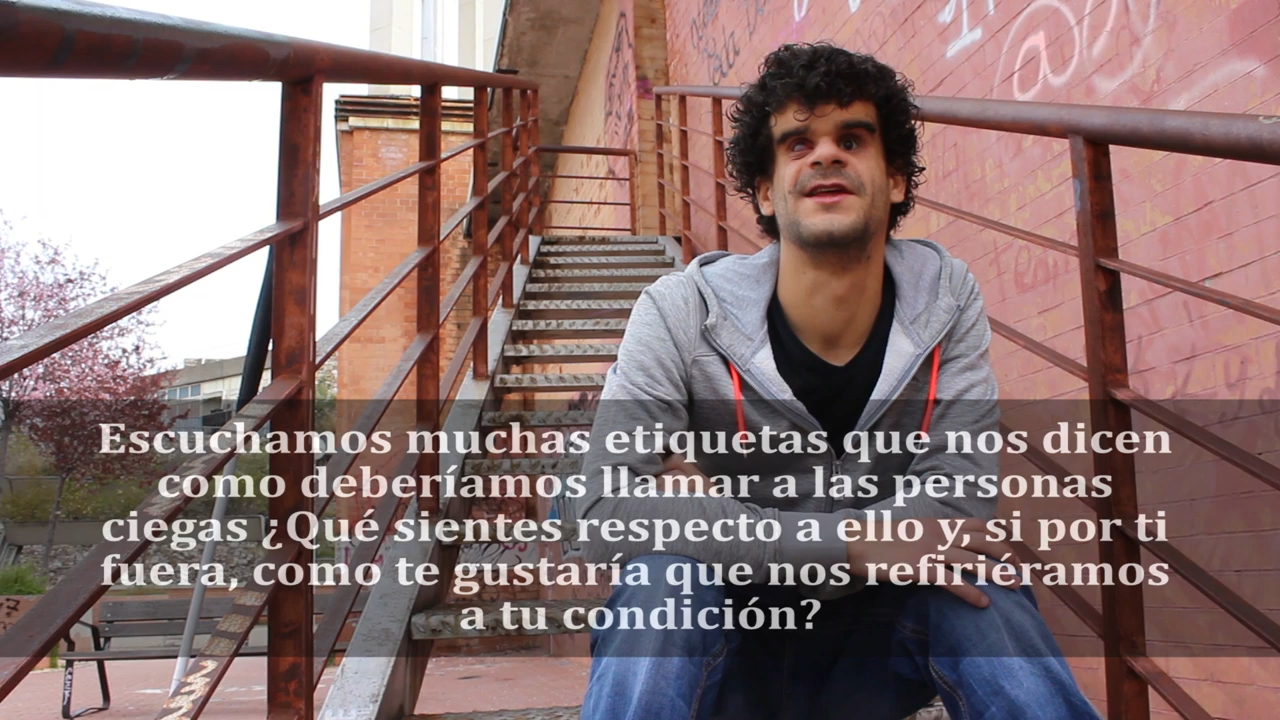 Escuchamos muchas etiquetas que nos dicen
como deberíamos llamar a las personas
ciegas ¿Qué sientes respecto a ello y, si por ti
fuera, como te gustaría que nos refiriéramos
a tu condición?